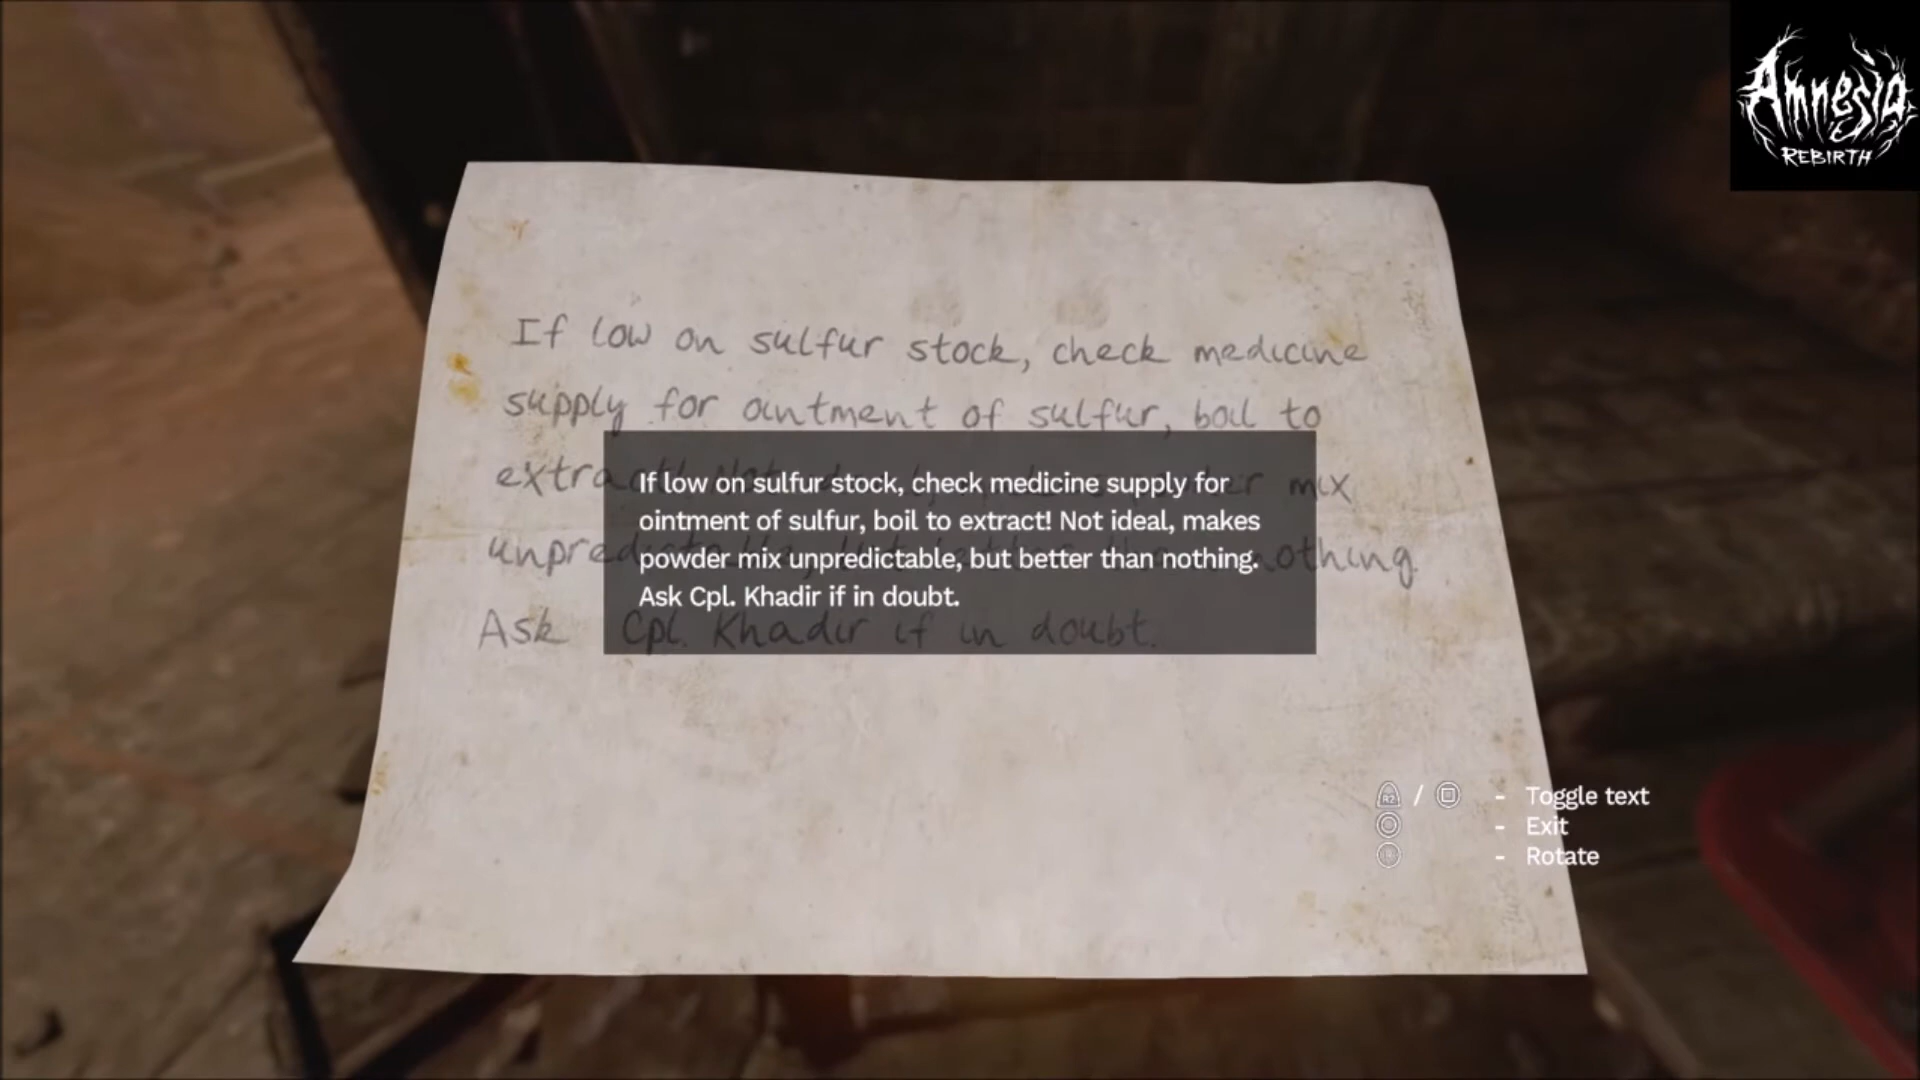 Amnesia
REBIRTH
If low on sulfur stock, check medicine
supply for ointment of sulfur, boil to
mix
nothing
Ask Cpl. Khadir if in doubt.
If low on sulfur stock, check medicine supply for
ointment of sulfur, boil to extract! Not ideal, makes
powder mix unpredictable, but better than nothing.
Ask Cpl. Khadir if in doubt.
R2 / - Toggle text
- Exit
- Rotate